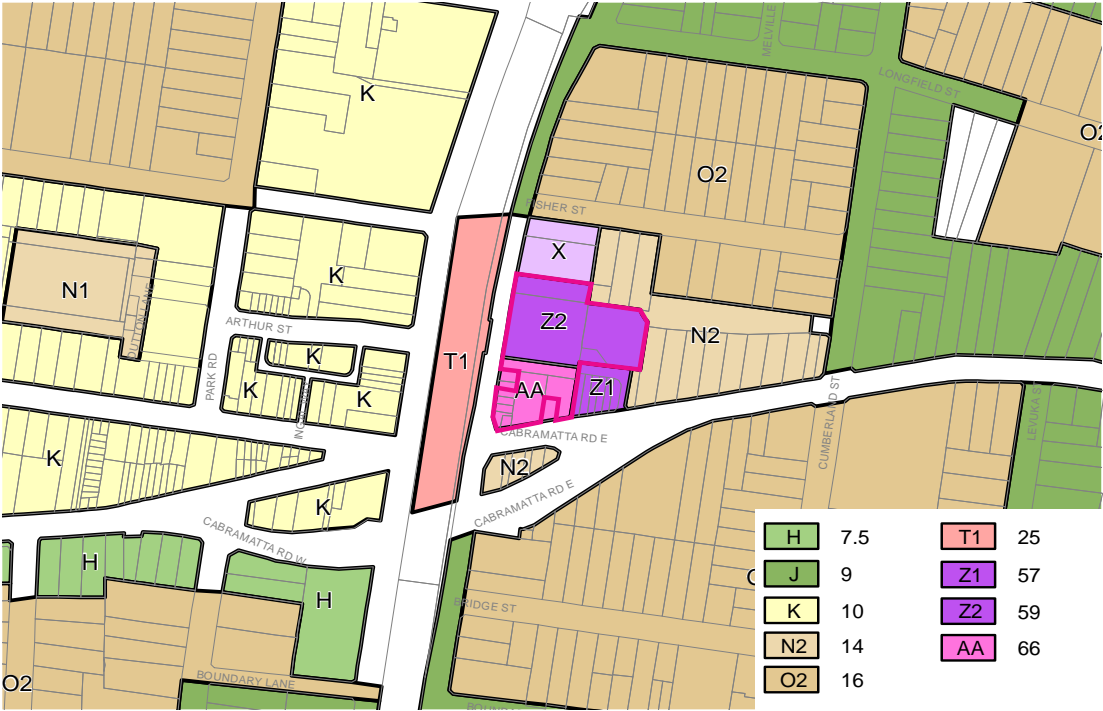 MELVILLE
LONGFIELD ST
K
O2
O2
FISHER ST
X
K
N1
DUTTON LANE
Z2
ARTHUR ST
N2
T1
K
PARK RD
K
K
AA
Z1
CUMBERLAND ST
CABRAMATTA RD E
K
N2
CABRAMATTA RD E
K
CABRAMATTA RD W
H
H
BRIDGE ST
BOUNDARY LANE
O2
H 7.5
J 9
K 10
N2 14
O2 16
T1 25
Z1 57
Z2 59
AA 66